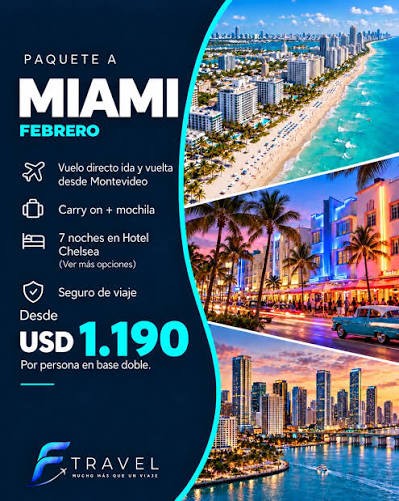 PAQUETE A
MIAMI
FEBRERO
Vuelo directo ida y vuelta
desde Montevideo
Carry on + mochila
7 noches en Hotel
Chelsea
(Ver más opciones)
Seguro de viaje
Desde
USD 1.190
Por persona en base doble.
F TRAVEL
MUCHO MÁS QUE UN VIAJE